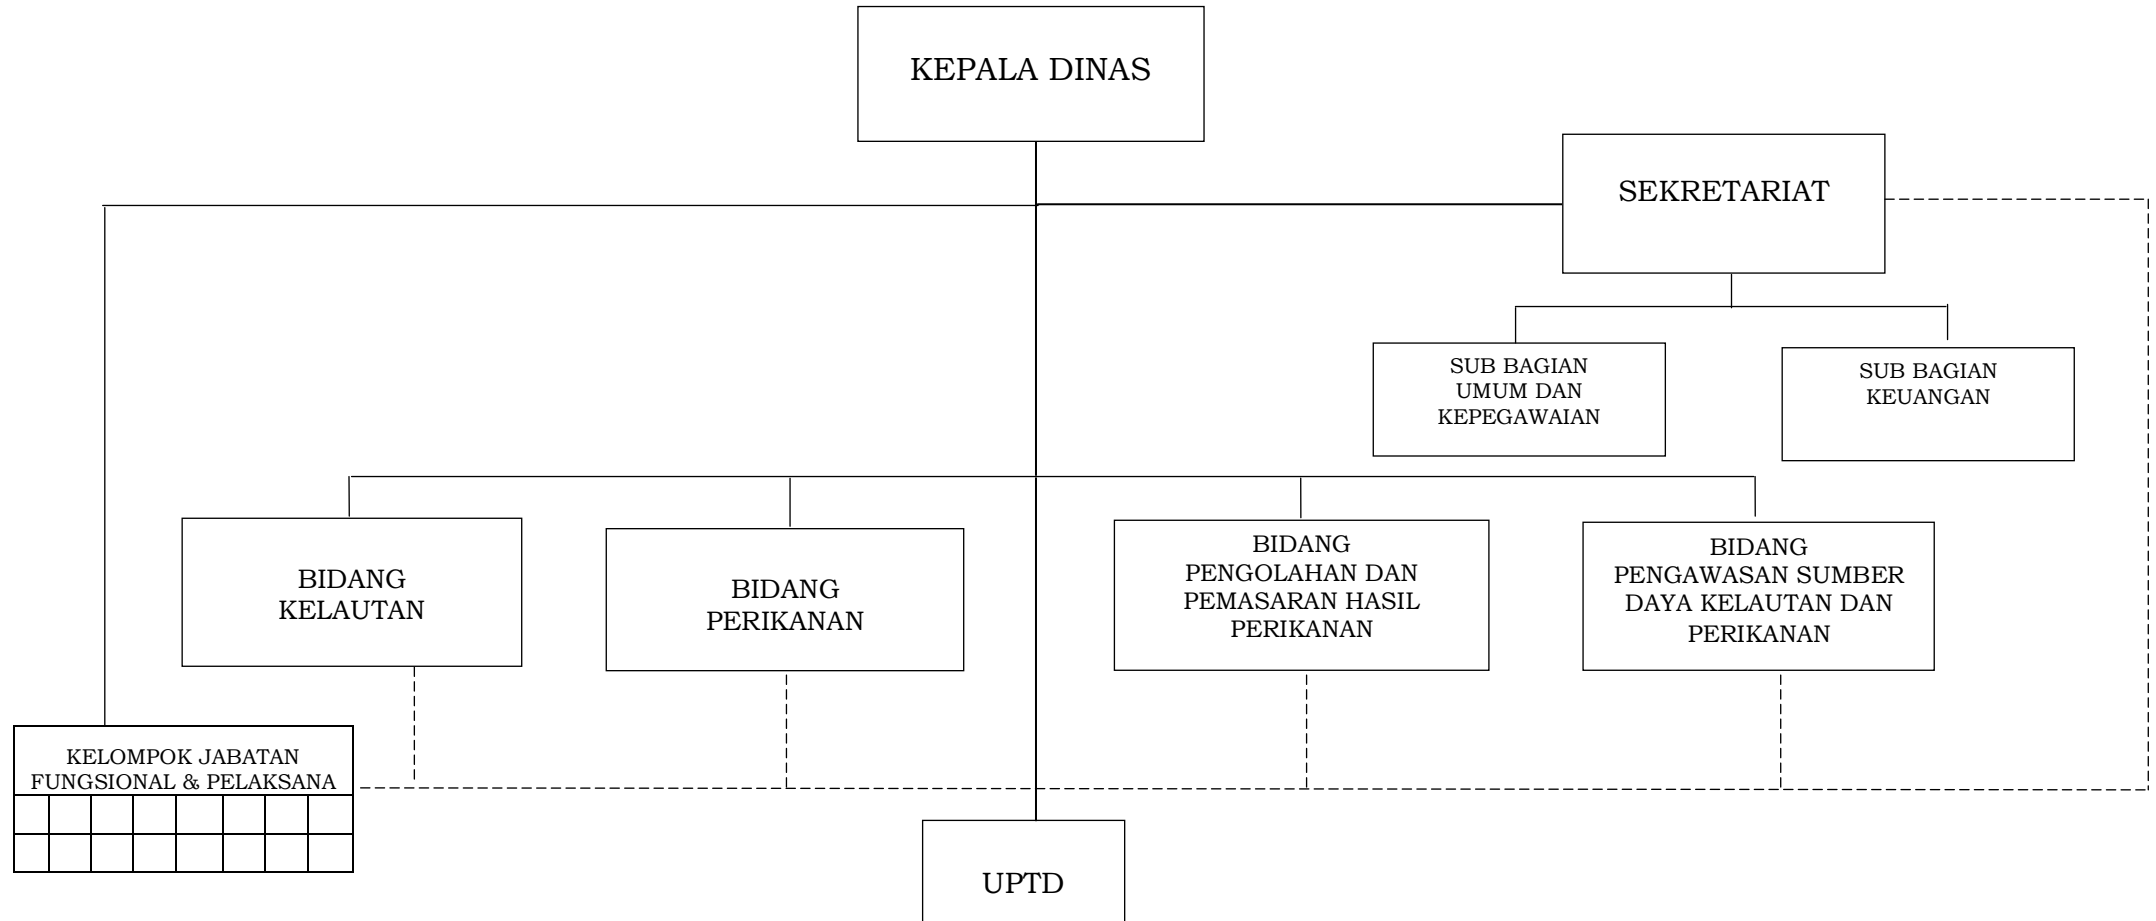 KEPALA DINAS
SEKRETARIAT
SUB BAGIAN
UMUM DAN
KEPEGAWAIAN
SUB BAGIAN
KEUANGAN
BIDANG
KELAUTAN
BIDANG
PERIKANAN
BIDANG
PENGOLAHAN DAN
PEMASARAN HASIL
PERIKANAN
BIDANG
PENGAWASAN SUMBER
DAYA KELAUTAN DAN
PERIKANAN
KELOMPOK JABATAN
FUNGSIONAL & PELAKSANA
UPTD